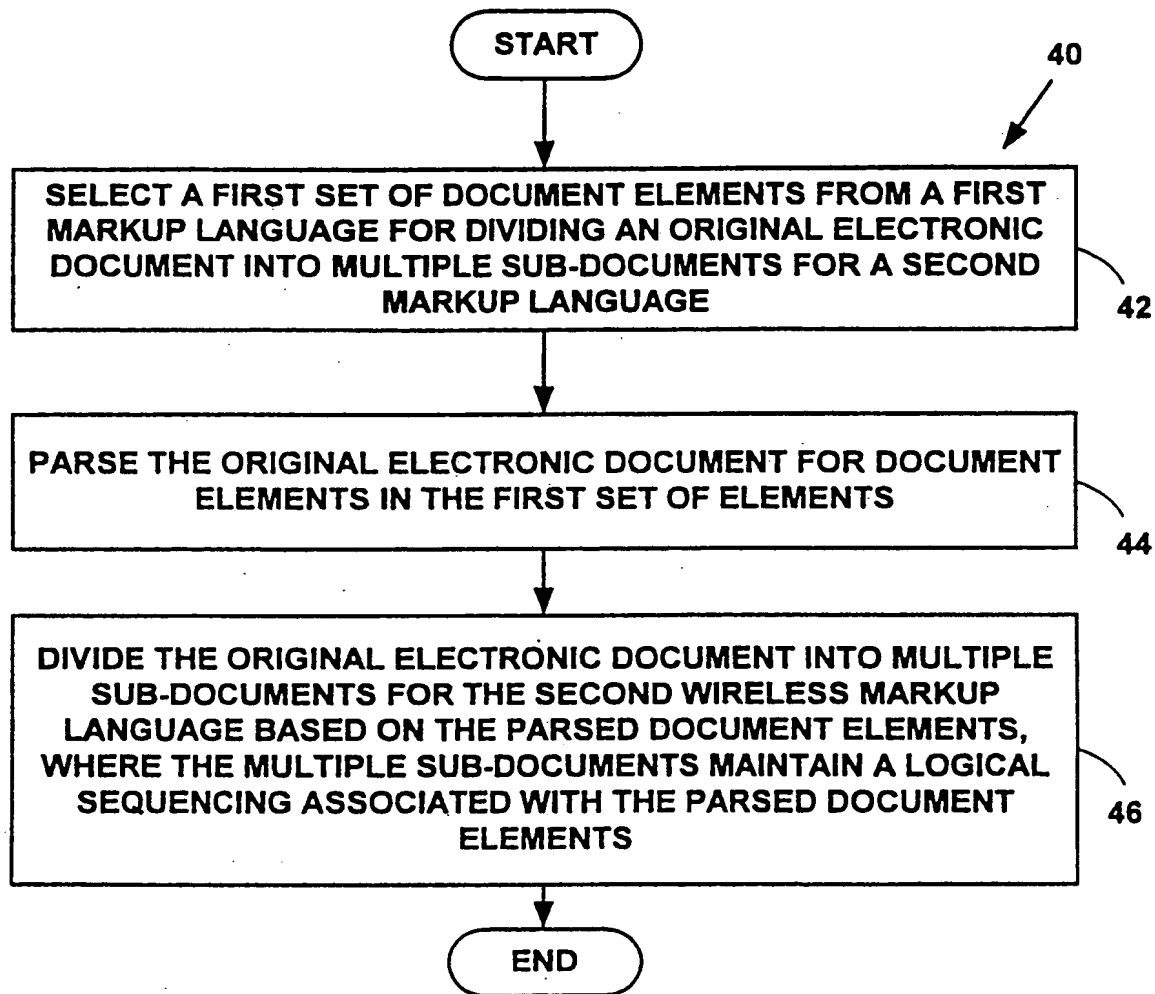 START
40
SELECT A FIRST SET OF DOCUMENT ELEMENTS FROM A FIRST
MARKUP LANGUAGE FOR DIVIDING AN ORIGINAL ELECTRONIC
DOCUMENT INTO MULTIPLE SUB-DOCUMENTS FOR A SECOND
MARKUP LANGUAGE
42
PARSE THE ORIGINAL ELECTRONIC DOCUMENT FOR DOCUMENT
ELEMENTS IN THE FIRST SET OF ELEMENTS
44
DIVIDE THE ORIGINAL ELECTRONIC DOCUMENT INTO MULTIPLE
SUB-DOCUMENTS FOR THE SECOND WIRELESS MARKUP
LANGUAGE BASED ON THE PARSED DOCUMENT ELEMENTS,
WHERE THE MULTIPLE SUB-DOCUMENTS MAINTAIN A LOGICAL
SEQUENCING ASSOCIATED WITH THE PARSED DOCUMENT
ELEMENTS
46
END